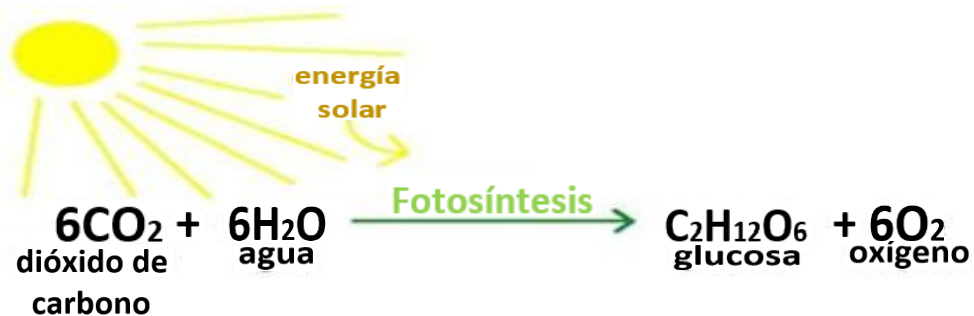 energía
solar
Fotosíntesis
6CO₂ + 6H₂O C₂H₁₂O₆ + 6O₂
dióxido de agua glucosa oxígeno
carbono